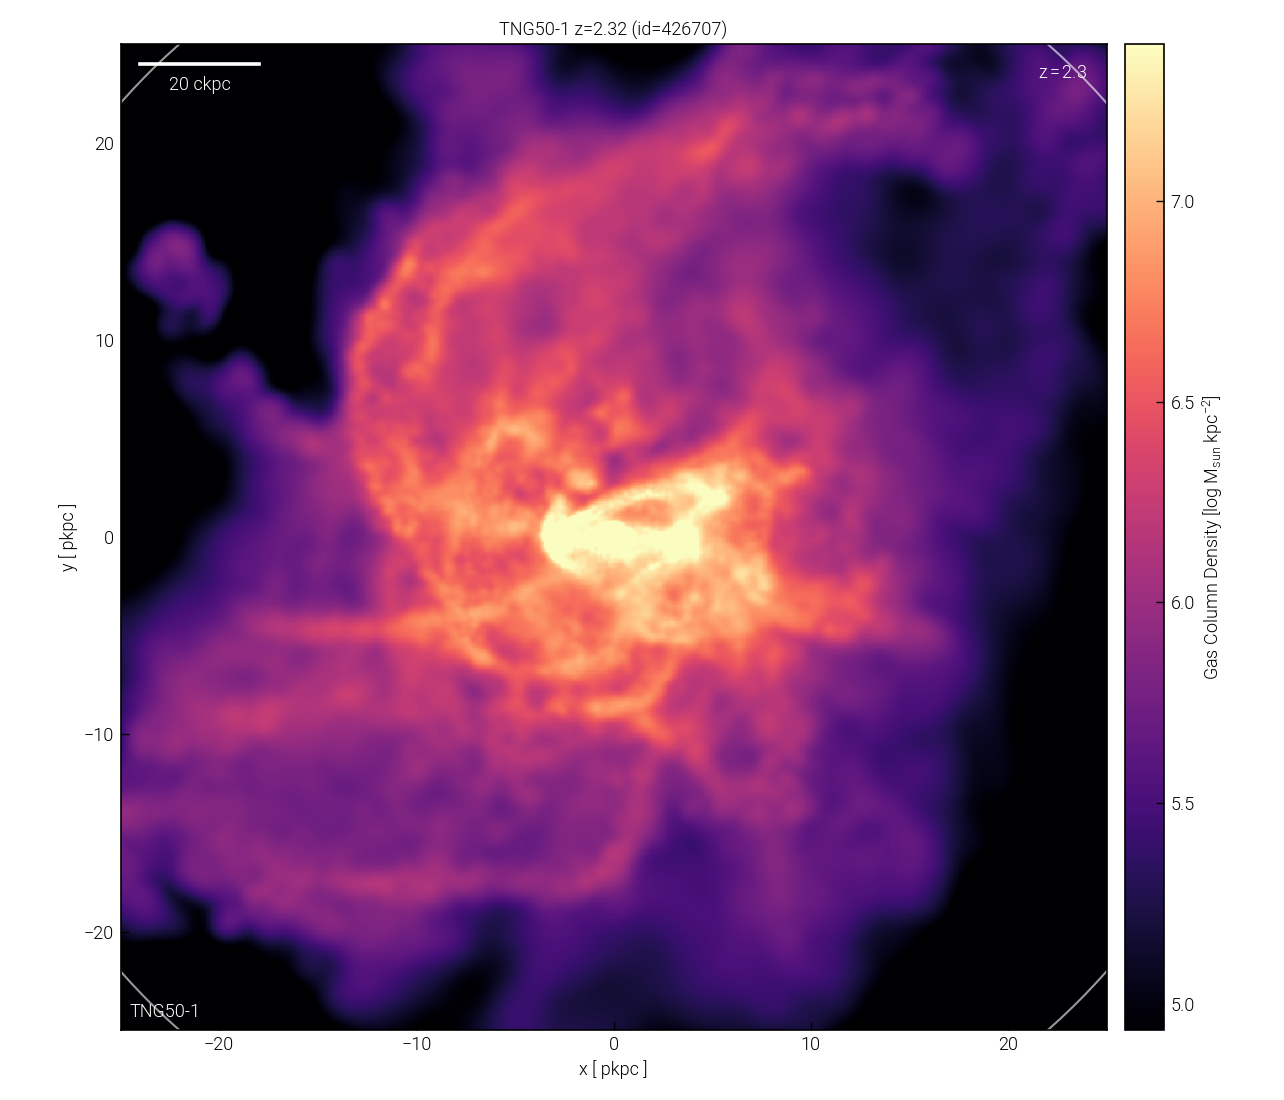 TNG50-1 z=2.32 (id=426707)
20 ckpc
z=2.3
20
10
0
−10
−20
y [ pkpc ]
TNG50-1
−20
−10
0
10
20
x [ pkpc ]
7.0
6.5
6.0
5.5
5.0
Gas Column Density [log M_sun kpc⁻²]